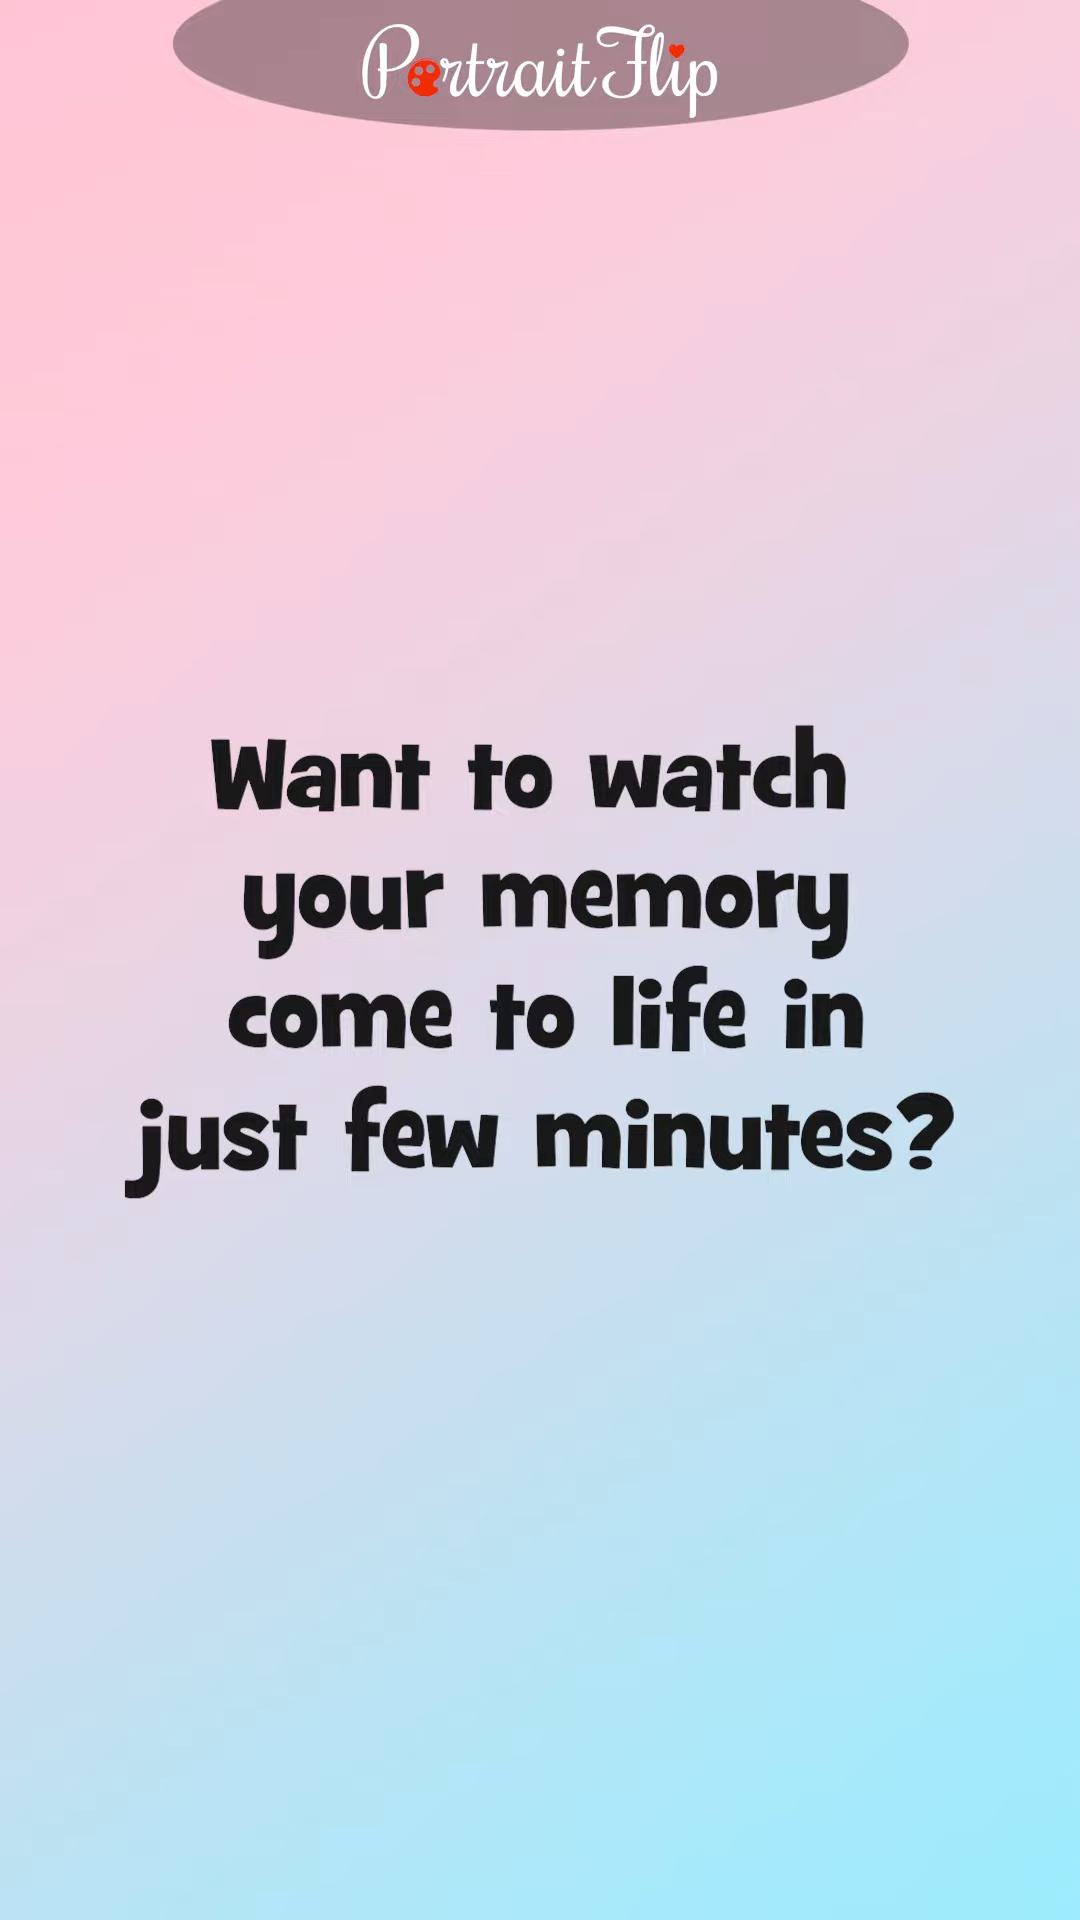 PortraitFlip
Want to watch
your memory
come to life in
just few minutes?